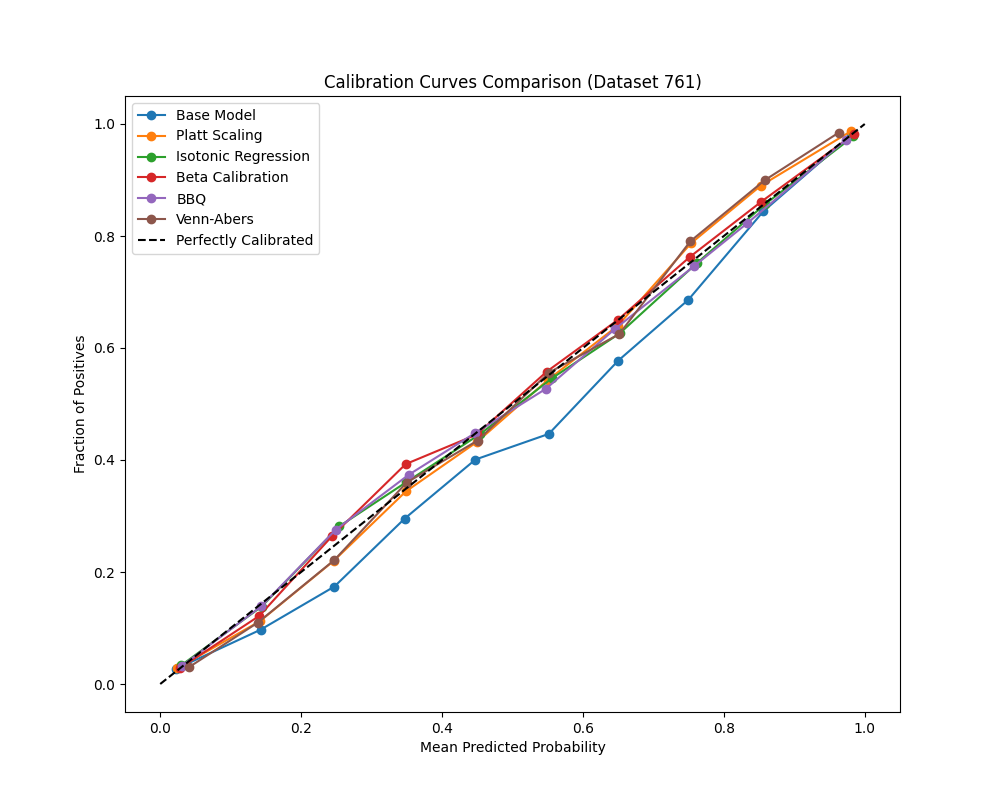 Calibration Curves Comparison (Dataset 761)
Base Model
Platt Scaling
Isotonic Regression
Beta Calibration
BBQ
Venn-Abers
Perfectly Calibrated
Fraction of Positives
1.0
0.8
0.6
0.4
0.2
0.0
0.0 0.2 0.4 0.6 0.8 1.0
Mean Predicted Probability